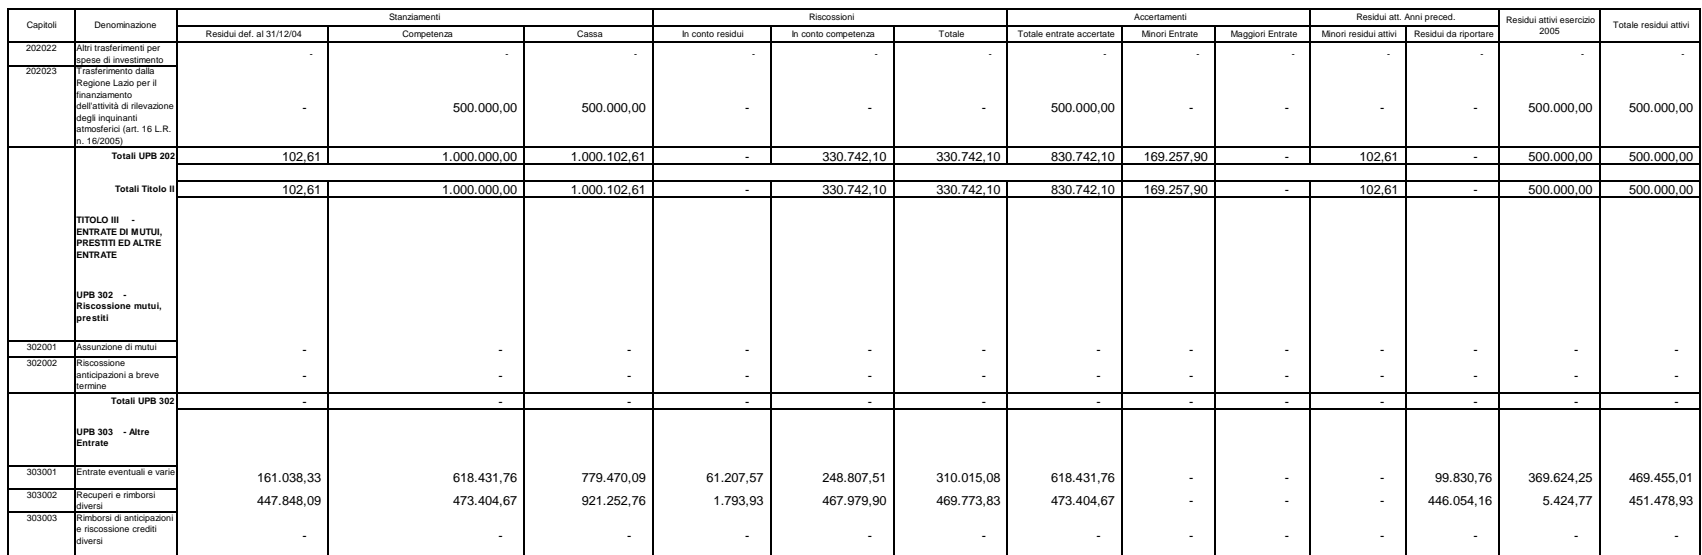 Capitoli Denominazione Stanziamenti Riscossioni Accertamenti Residui att. Anni preced. Residui attivi esercizio 2005 Totale residui attivi
Residui def. al 31/12/04 Competenza Cassa In conto residui In conto competenza Totale Totale entrate accertate Minori Entrate Maggiori Entrate Minori residui attivi Residui da riportare
202022 Altri trasferimenti per
spese di investimento - - - - - - - - - - - - -
202023 Trasferimento dalla
Regione Lazio per il
finanziamento
dell'attività di rilevazione - 500.000,00 500.000,00 - - - 500.000,00 - - - - 500.000,00 500.000,00
degli inquinanti
atmosferici (art. 16 L.R.
n. 16/2005)
Totali UPB 202 102,61 1.000.000,00 1.000.102,61 - 330.742,10 330.742,10 830.742,10 169.257,90 - 102,61 - 500.000,00 500.000,00
Totali Titolo II 102,61 1.000.000,00 1.000.102,61 - 330.742,10 330.742,10 830.742,10 169.257,90 - 102,61 - 500.000,00 500.000,00
TITOLO III -
ENTRATE DI MUTUI,
PRESTITI ED ALTRE
ENTRATE
UPB 302 -
Riscossione mutui,
prestiti
302001 Assunzione di mutui - - - - - - - - - - - - -
302002 Riscossione
anticipazioni a breve - - - - - - - - - - - - -
termine
Totali UPB 302 - - - - - - - - - - - - -
UPB 303 - Altre
Entrate
303001 Entrate eventuali e varie 161.038,33 618.431,76 779.470,09 61.207,57 248.807,51 310.015,08 618.431,76 - - - 99.830,76 369.624,25 469.455,01
303002 Recuperi e rimborsi
diversi 447.848,09 473.404,67 921.252,76 1.793,93 467.979,90 469.773,83 473.404,67 - - - 446.054,16 5.424,77 451.478,93
303003 Rimborsi di anticipazioni
e riscossione crediti
diversi - - - - - - - - - - - - -